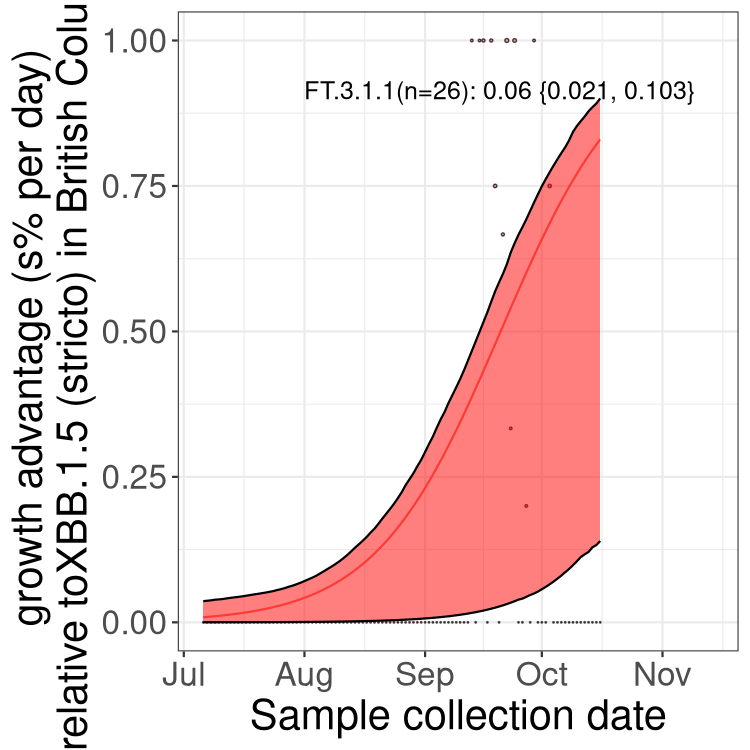 growth advantage (s% per day)
relative toXBB.1.5 (stricto) in British Colu
1.00
0.75
0.50
0.25
0.00
FT.3.1.1(n=26): 0.06 {0.021, 0.103}
Jul Aug Sep Oct Nov
Sample collection date